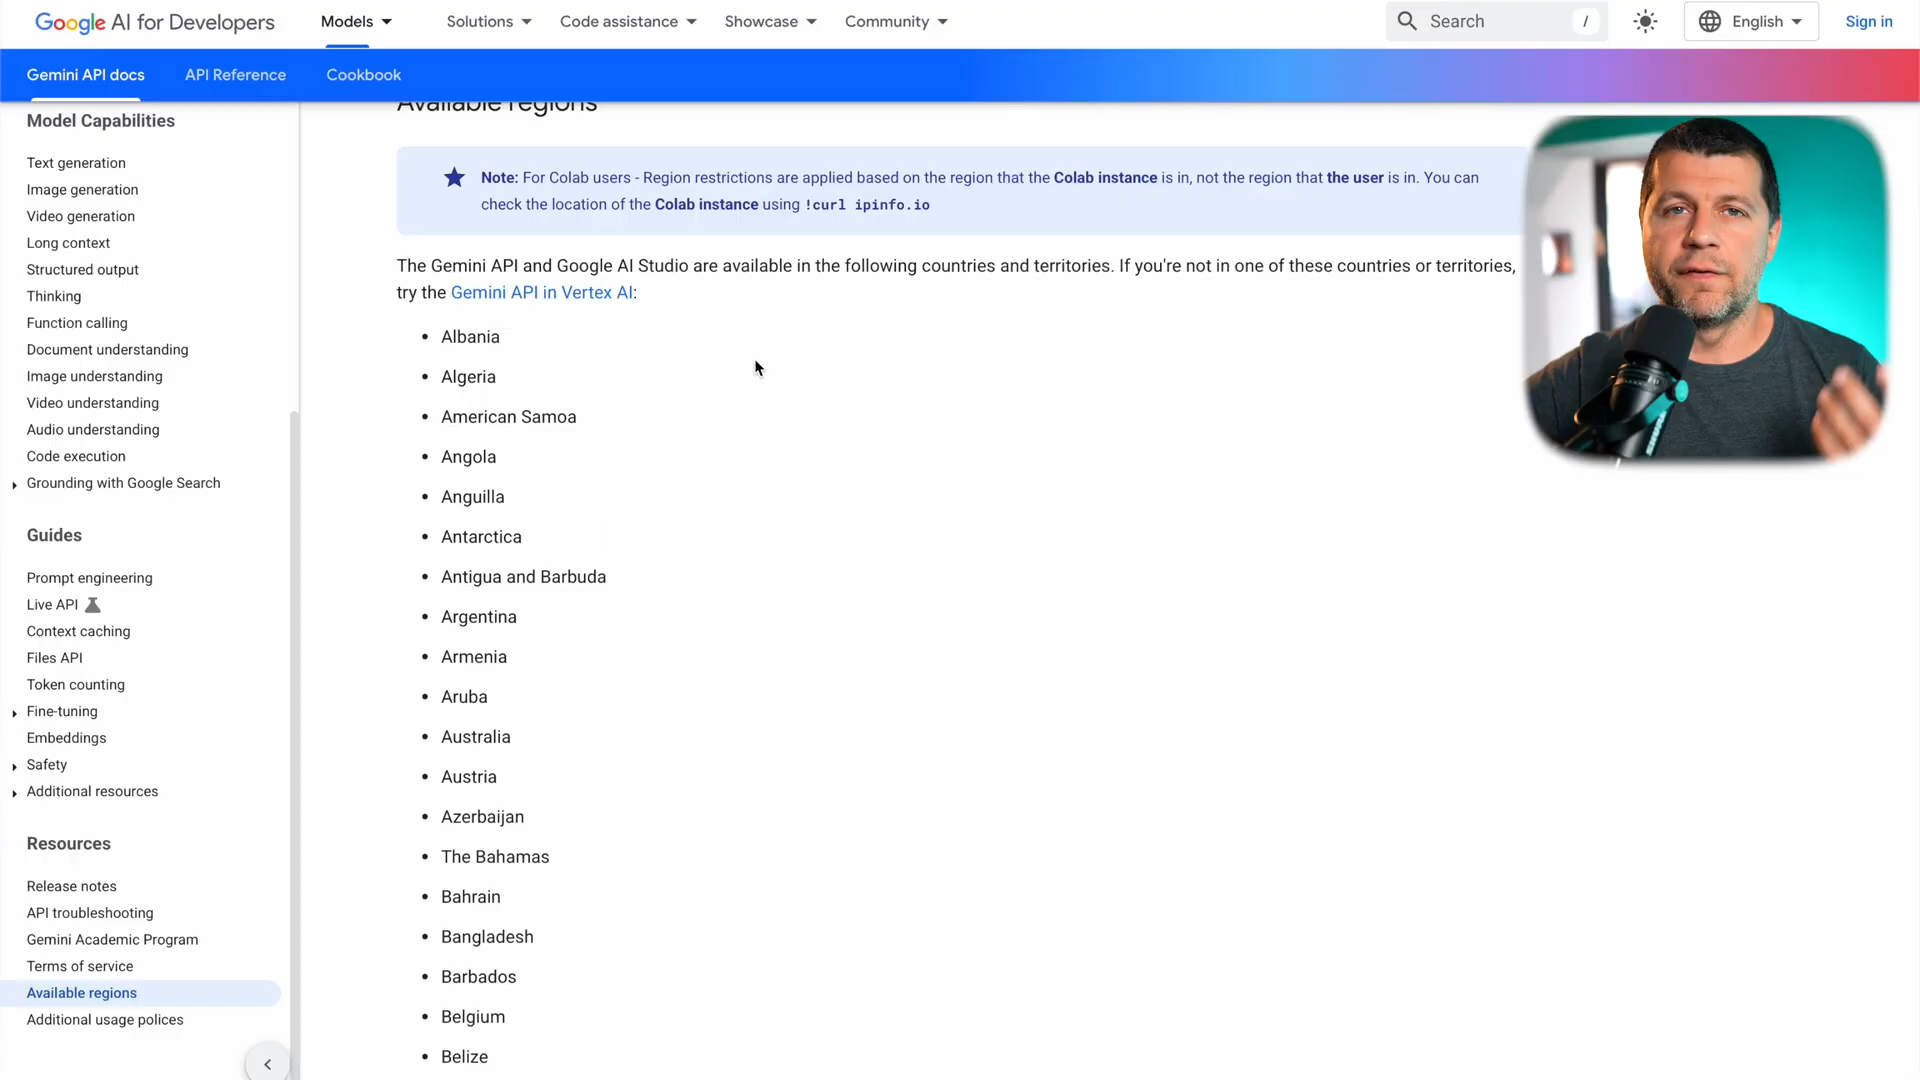 Google AI for Developers
Models
Solutions
Code assistance
Showcase
Community
Search
/
English
Sign in
Gemini API docs
API Reference
Cookbook
Model Capabilities
Text generation
Image generation
Video generation
Long context
Structured output
Thinking
Function calling
Document understanding
Image understanding
Video understanding
Audio understanding
Code execution
Grounding with Google Search
Guides
Prompt engineering
Live API
Context caching
Files API
Token counting
Fine-tuning
Embeddings
Safety
Additional resources
Resources
Release notes
API troubleshooting
Gemini Academic Program
Terms of service
Available regions
Additional usage polices
Available regions
Note: For Colab users - Region restrictions are applied based on the region that the Colab instance is in, not the region that the user is in. You can
check the location of the Colab instance using !curl ipinfo.io
The Gemini API and Google AI Studio are available in the following countries and territories. If you're not in one of these countries or territories,
try the Gemini API in Vertex AI:
• Albania
• Algeria
• American Samoa
• Angola
• Anguilla
• Antarctica
• Antigua and Barbuda
• Argentina
• Armenia
• Aruba
• Australia
• Austria
• Azerbaijan
• The Bahamas
• Bahrain
• Bangladesh
• Barbados
• Belgium
• Belize